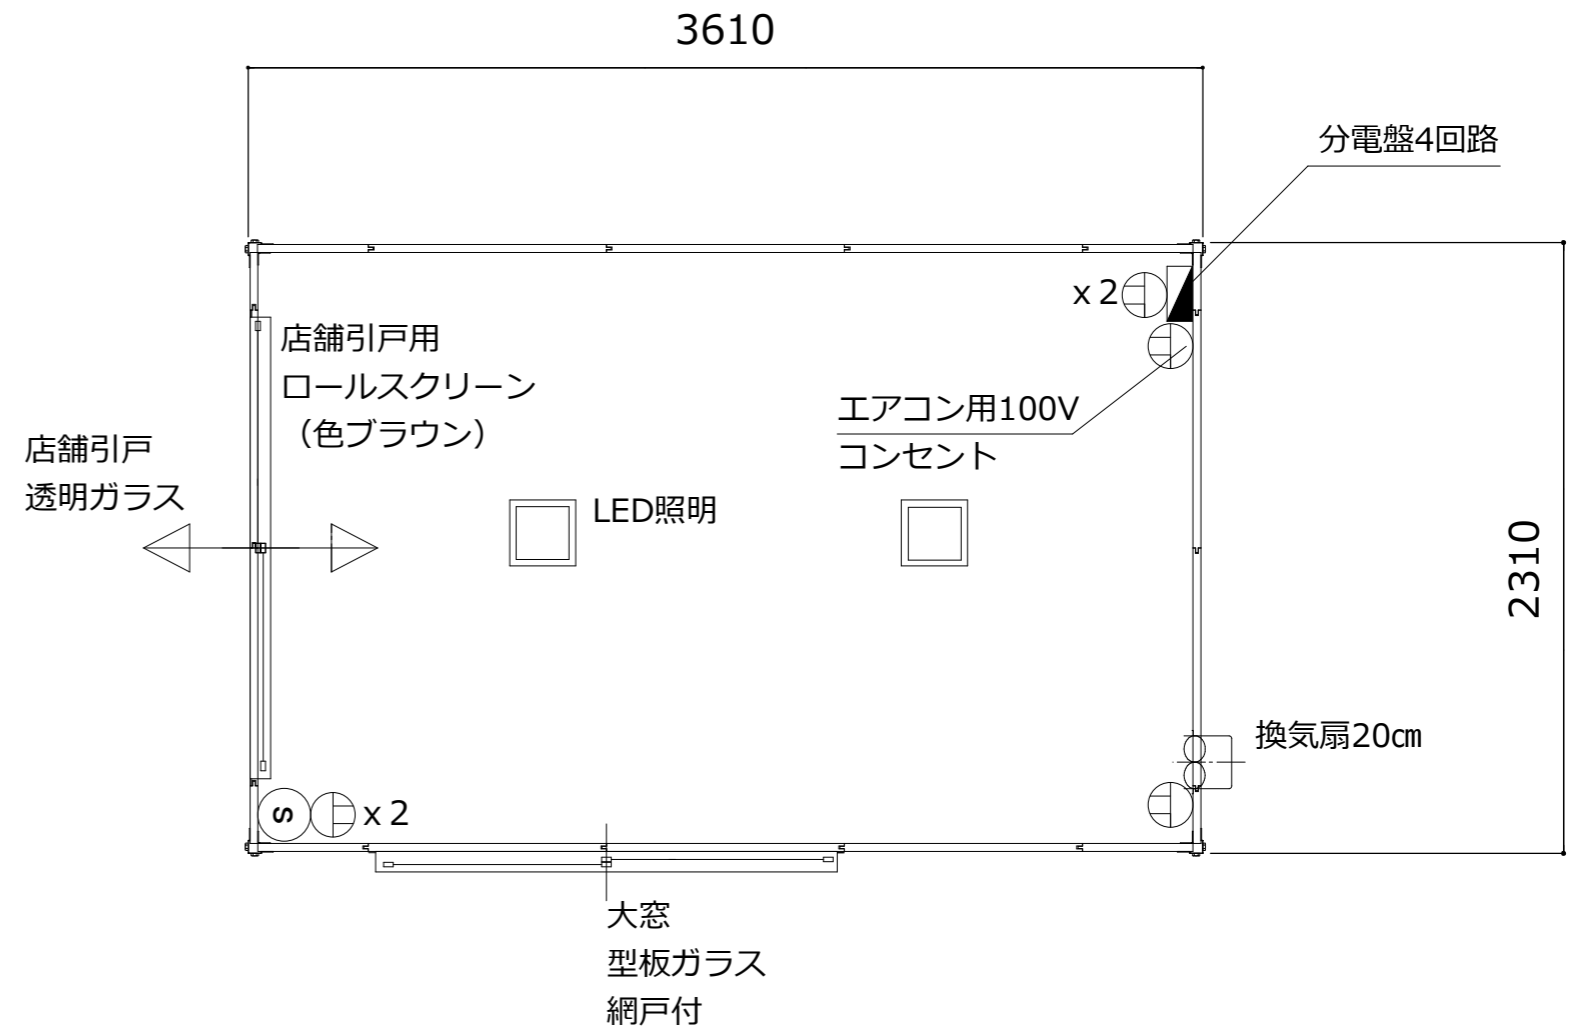 3610
分電盤4回路
x 2
店舗引戸用
ロールスクリーン
（色ブラウン）
エアコン用100V
コンセント
店舗引戸
透明ガラス
LED照明
2310
換気扇20㎝
S
x 2
大窓
型板ガラス
網戸付